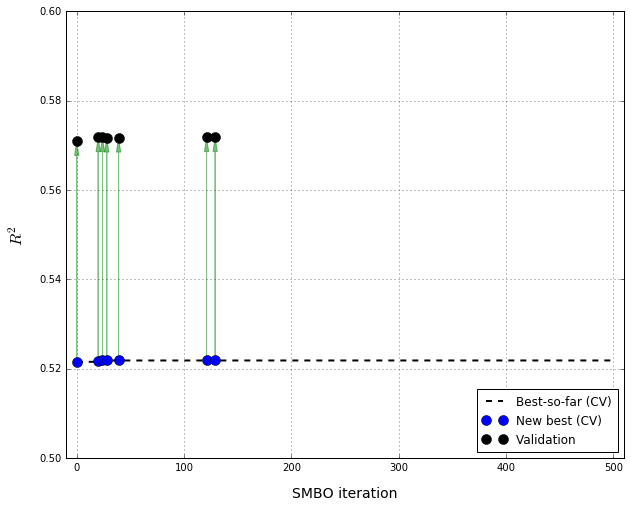 0.60
0.58
0.56
0.54
0.52
0.50
R²
0 100 200 300 400 500
SMBO iteration
Best-so-far (CV)
New best (CV)
Validation